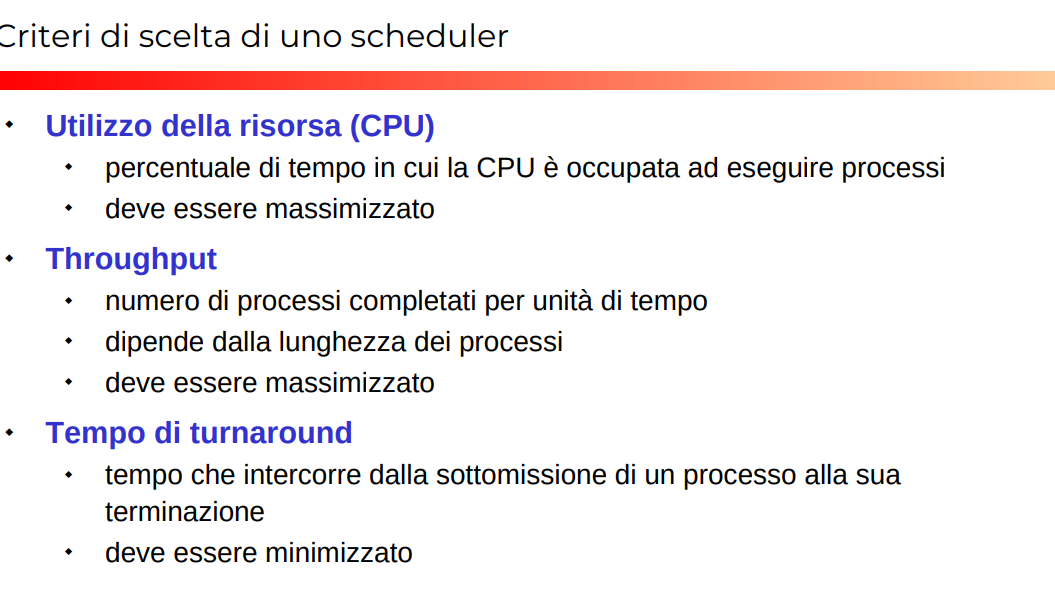 Criteri di scelta di uno scheduler
Utilizzo della risorsa (CPU)
percentuale di tempo in cui la CPU è occupata ad eseguire processi
deve essere massimizzato
Throughput
numero di processi completati per unità di tempo
dipende dalla lunghezza dei processi
deve essere massimizzato
Tempo di turnaround
tempo che intercorre dalla sottomissione di un processo alla sua
terminazione
deve essere minimizzato